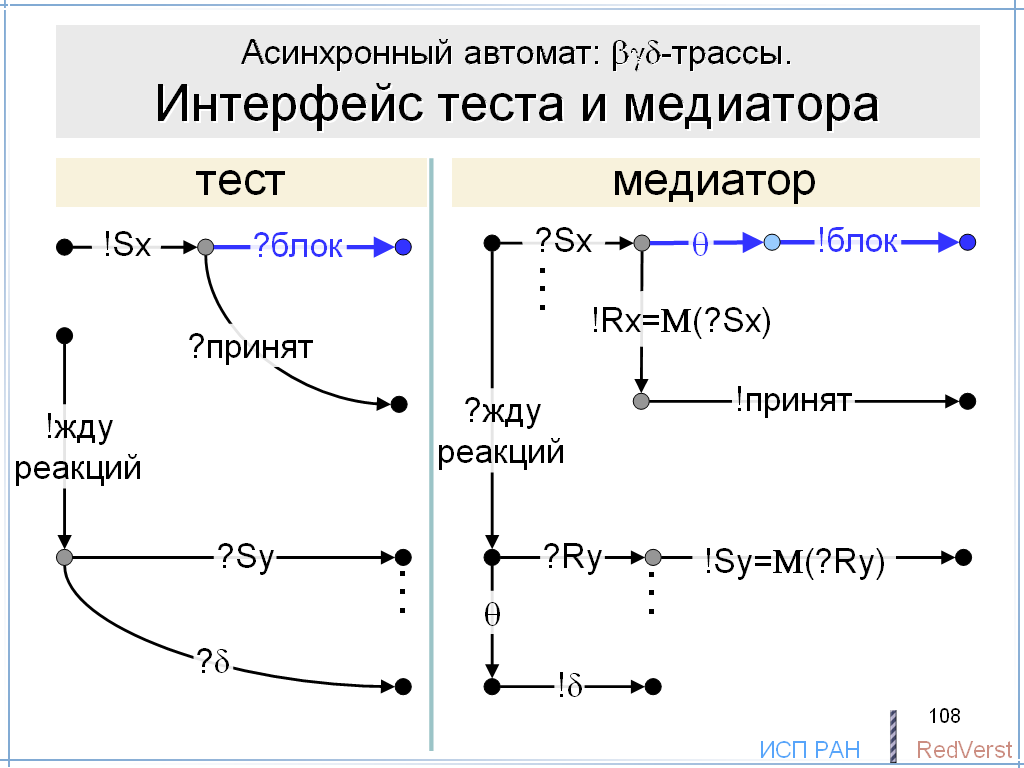 Асинхронный автомат: βγδ-трассы.
Интерфейс теста и медиатора
тест
!Sx
?блок
?принят
!жду
реакций
?Sy
?δ
медиатор
?Sx
θ
!блок
!Rx=M(?Sx)
!принят
?жду
реакций
?Ry
!Sy=M(?Ry)
θ
!δ
108
ИСП РАН
RedVerst